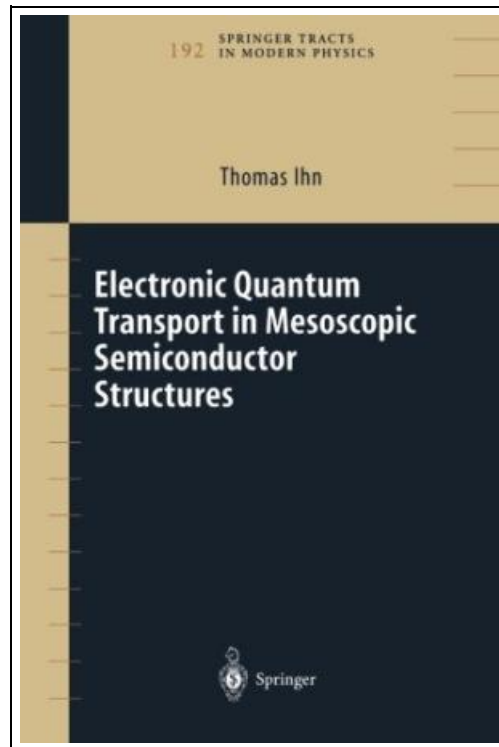 192
SPRINGER TRACTS
IN MODERN PHYSICS
Thomas Ihn
Electronic Quantum
Transport in Mesoscopic
Semiconductor
Structures
Springer